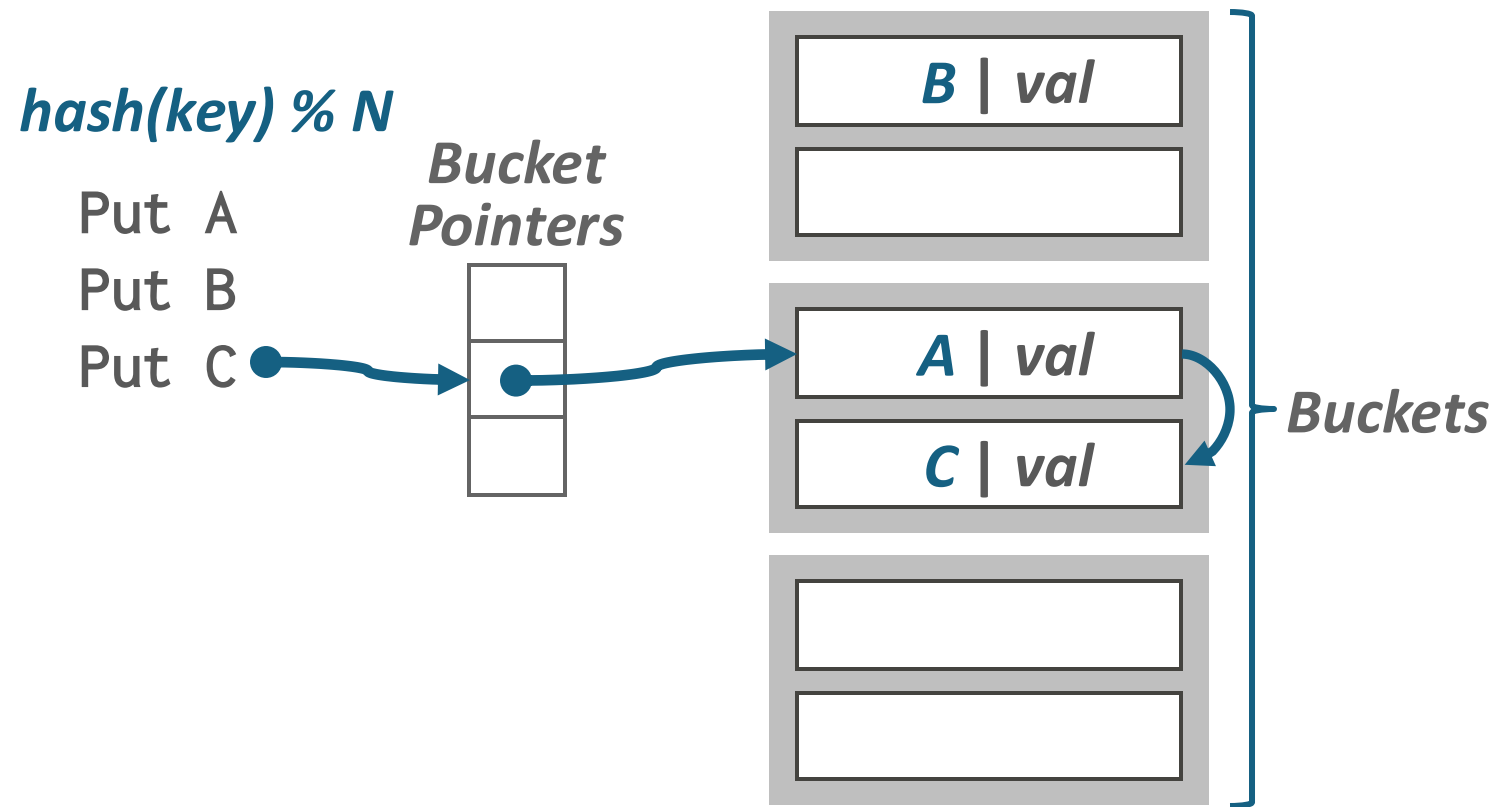 hash(key) % N
Put A
Put B
Put C
Bucket
Pointers
B | val
A | val
C | val
Buckets